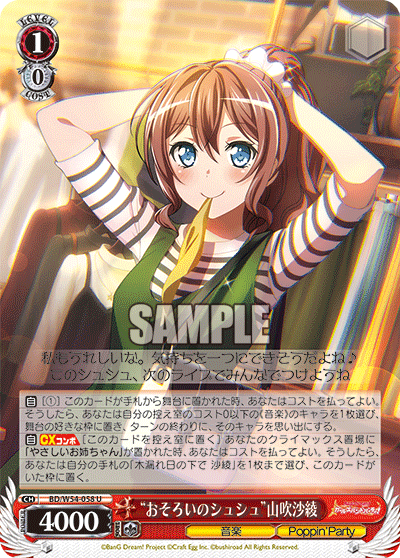 LEVEL
1
0
COST
SAMPLE
私もうれしいな。気持ちを一つにできそうだよね♪
このシュシュ、次のライブでみんなでつけようね
【自】［①］このカードが手札から舞台に置かれた時、あなたはコストを払ってよい。
そうしたら、あなたは自分の控え室のコスト0以下の《音楽》のキャラを1枚選び、
舞台の好きな枠に置き、ターンの終わりに、そのキャラを思い出にする。
【自】CXコンボ［このカードを控え室に置く］あなたのクライマックス置場に
「やさしいお姉ちゃん」が置かれた時、あなたはコストを払ってよい。そうしたら、
あなたは自分の手札の「木漏れ日の下で 沙綾」を1枚まで選び、このカードが
いた枠に置く。
CH BD/W54-058 U
4000
“おそろいのシュシュ”山吹沙綾
音楽
Poppin'Party
©BanG Dream! Project ©Craft Egg Inc. ©bushiroad All Rights Reserved.